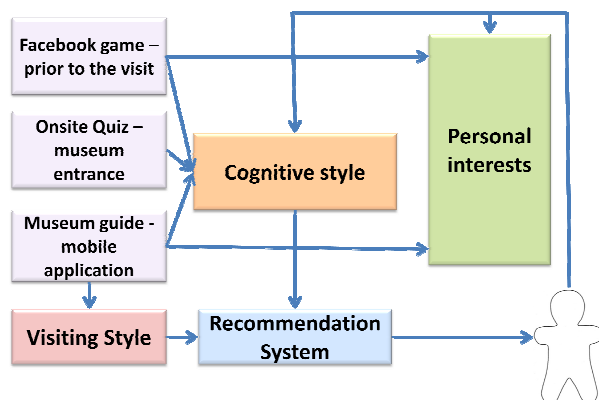 Facebook game –
prior to the visit
Onsite Quiz –
museum
entrance
Museum guide -
mobile
application
Visiting Style
Cognitive style
Recommendation
System
Personal
interests